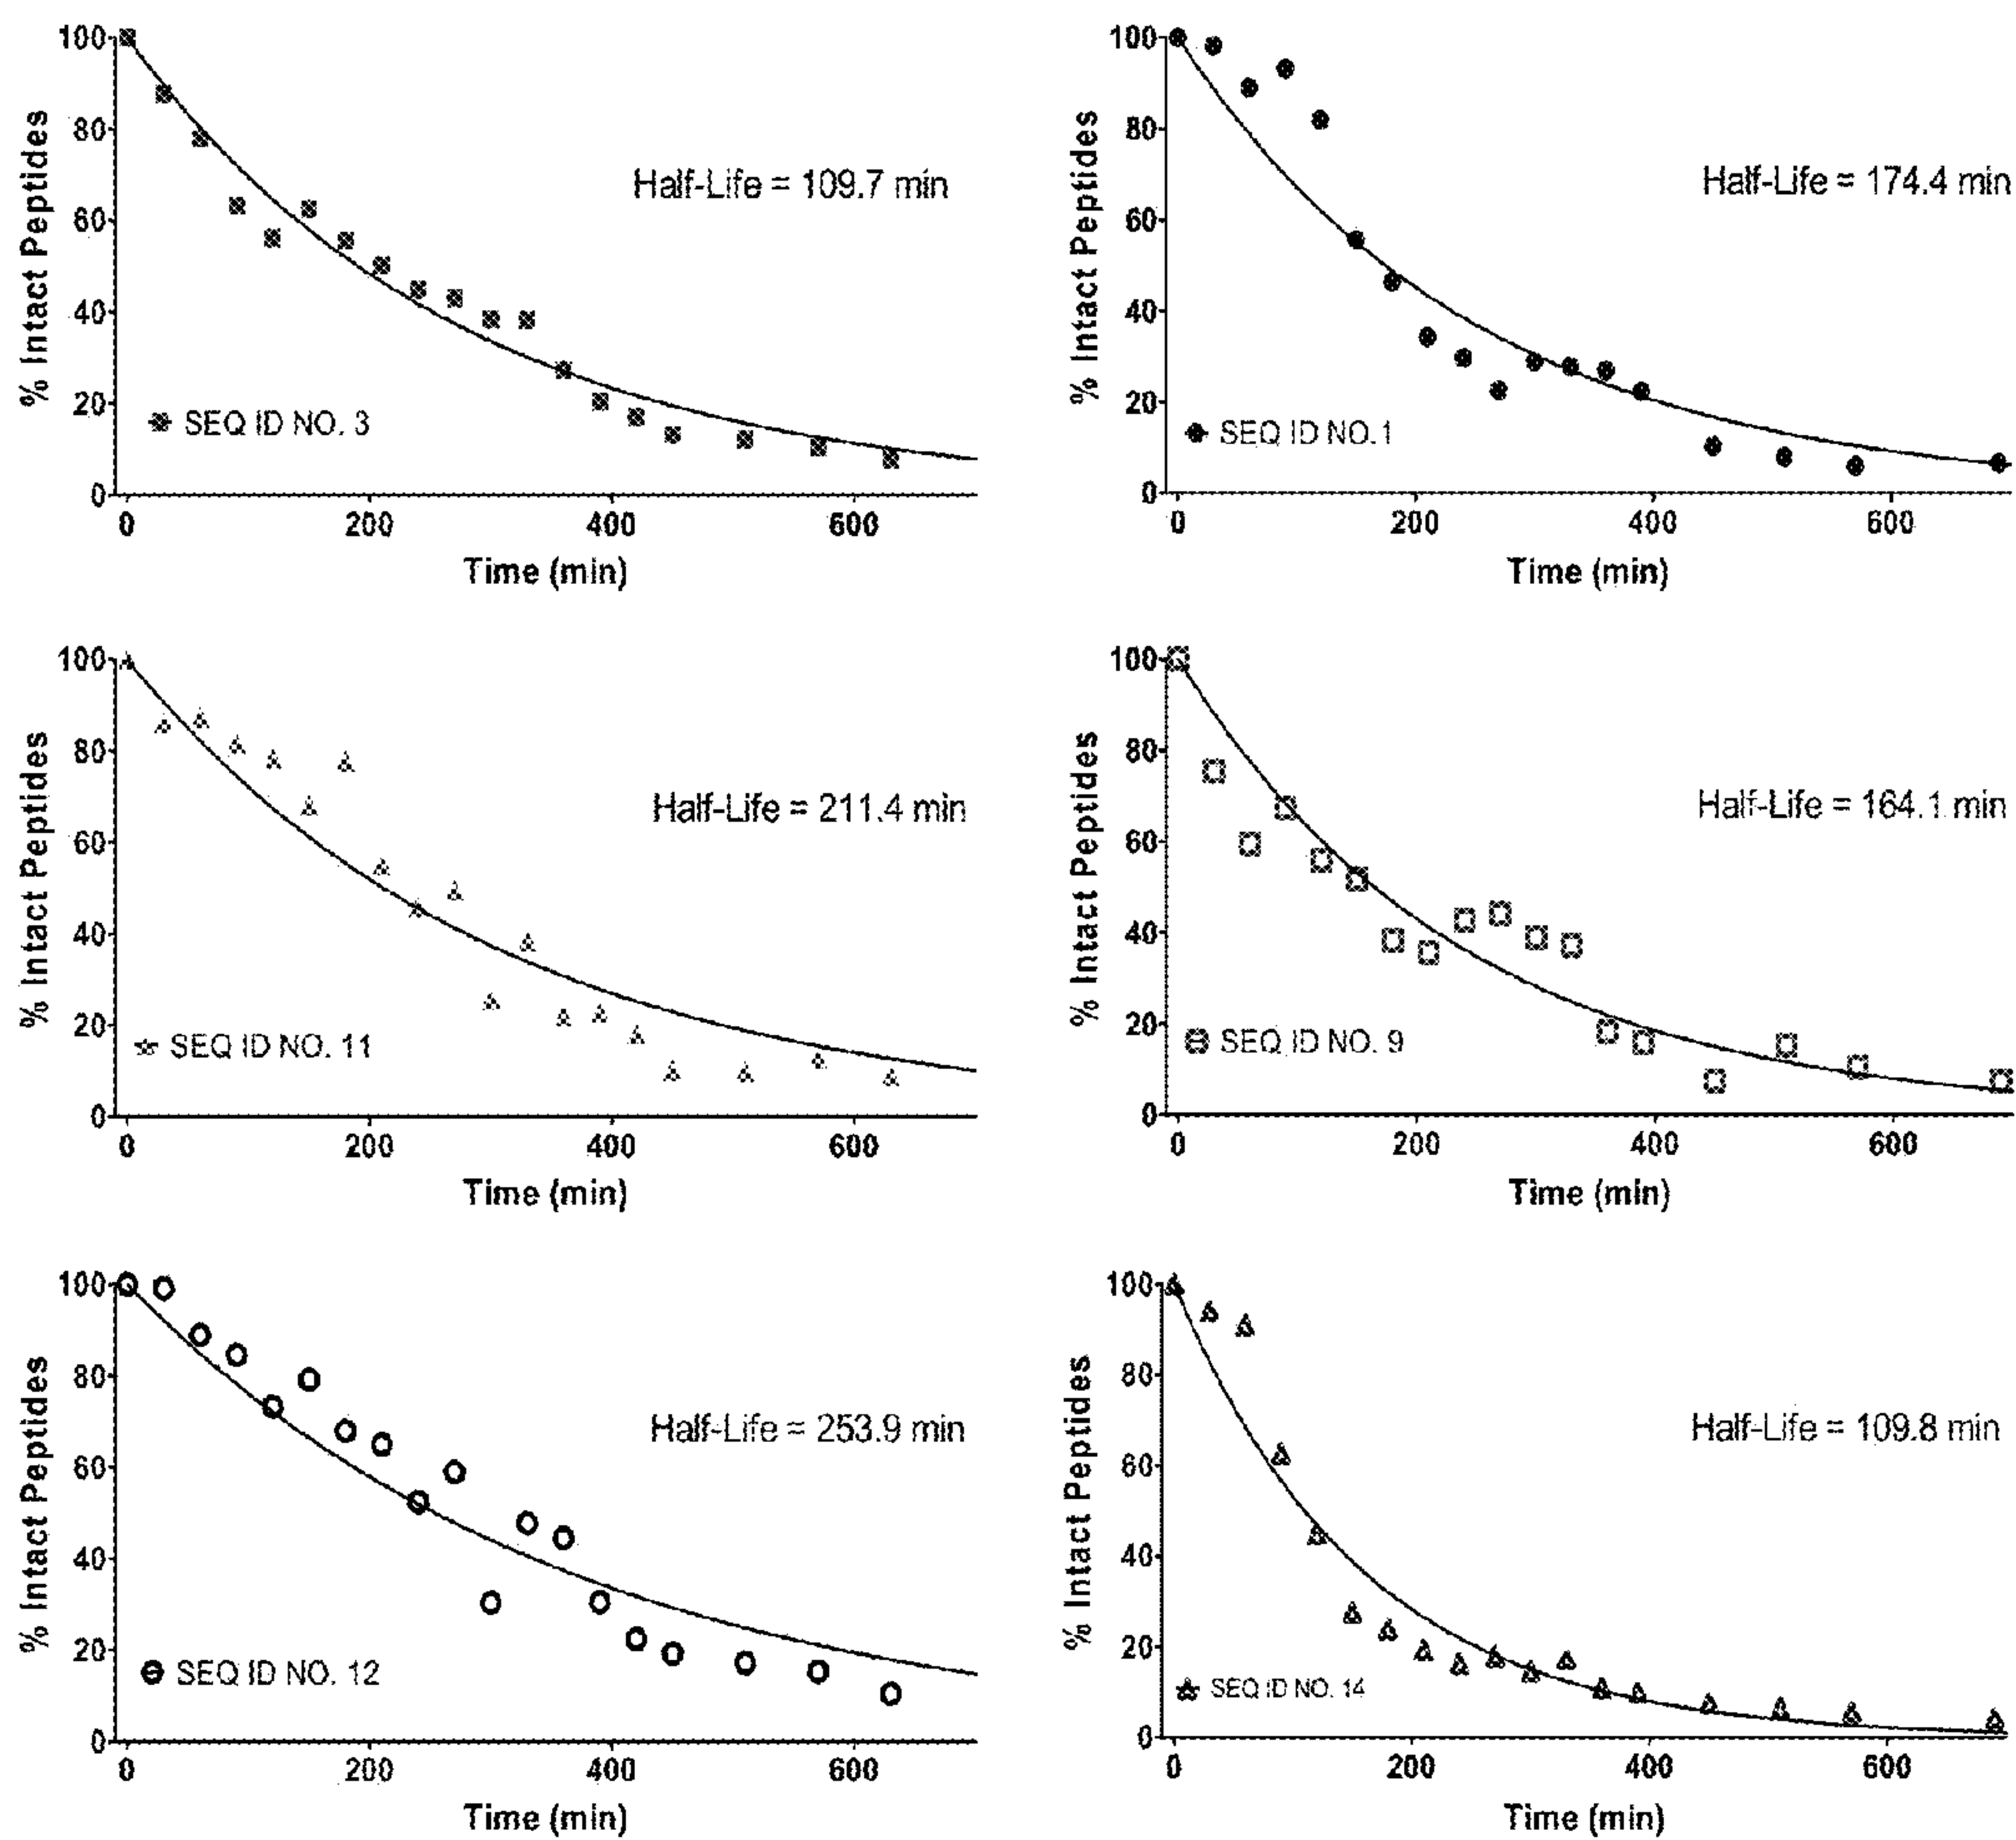 100
80
60
40
20
0
% Intact Peptides
Half-Life = 109.7 min
SEQ ID NO. 3
0 200 400 600
Time (min)
100
80
60
40
20
0
% Intact Peptides
Half-Life = 174.4 min
SEQ ID NO.1
0 200 400 600
Time (min)
100
80
60
40
20
0
% Intact Peptides
Half-Life = 211.4 min
SEQ ID NO. 11
0 200 400 600
Time (min)
100
80
60
40
20
0
% Intact Peptides
Half-Life = 164.1 min
SEQ ID NO. 9
0 200 400 600
Time (min)
100
80
60
40
20
0
% Intact Peptides
Half-Life = 253.9 min
SEQ ID NO. 12
0 200 400 600
Time (min)
100
80
60
40
20
0
% Intact Peptides
Half-Life = 109.8 min
SEQ ID NO. 14
0 200 400 600
Time (min)